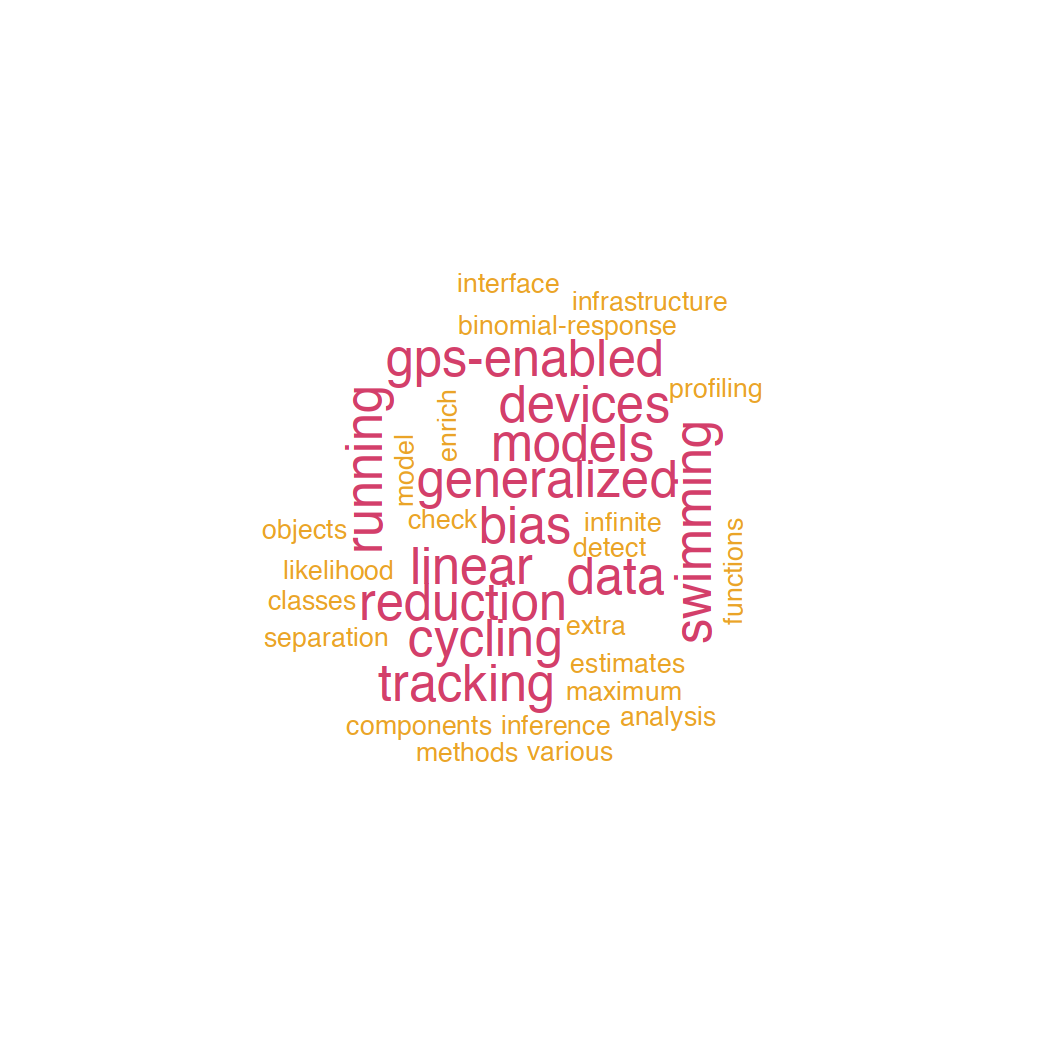 interface
infrastructure
binomial-response
gps-enabled
profiling
devices
running
enrich
model
models
swimming
generalized
check
bias
infinite
objects
detect
functions
likelihood
linear
data
classes
reduction
separation
cycling
extra
estimates
tracking
maximum
components
inference
analysis
methods
various